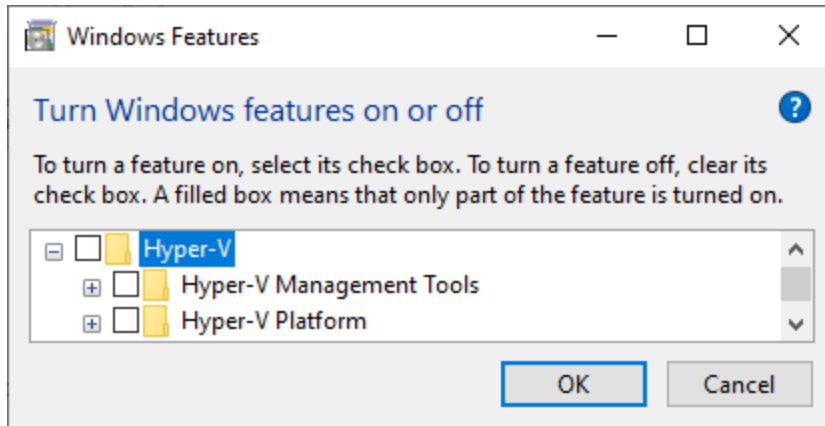 Windows Features
Turn Windows features on or off
?
To turn a feature on, select its check box. To turn a feature off, clear its
check box. A filled box means that only part of the feature is turned on.
Hyper-V
Hyper-V Management Tools
Hyper-V Platform
OK Cancel